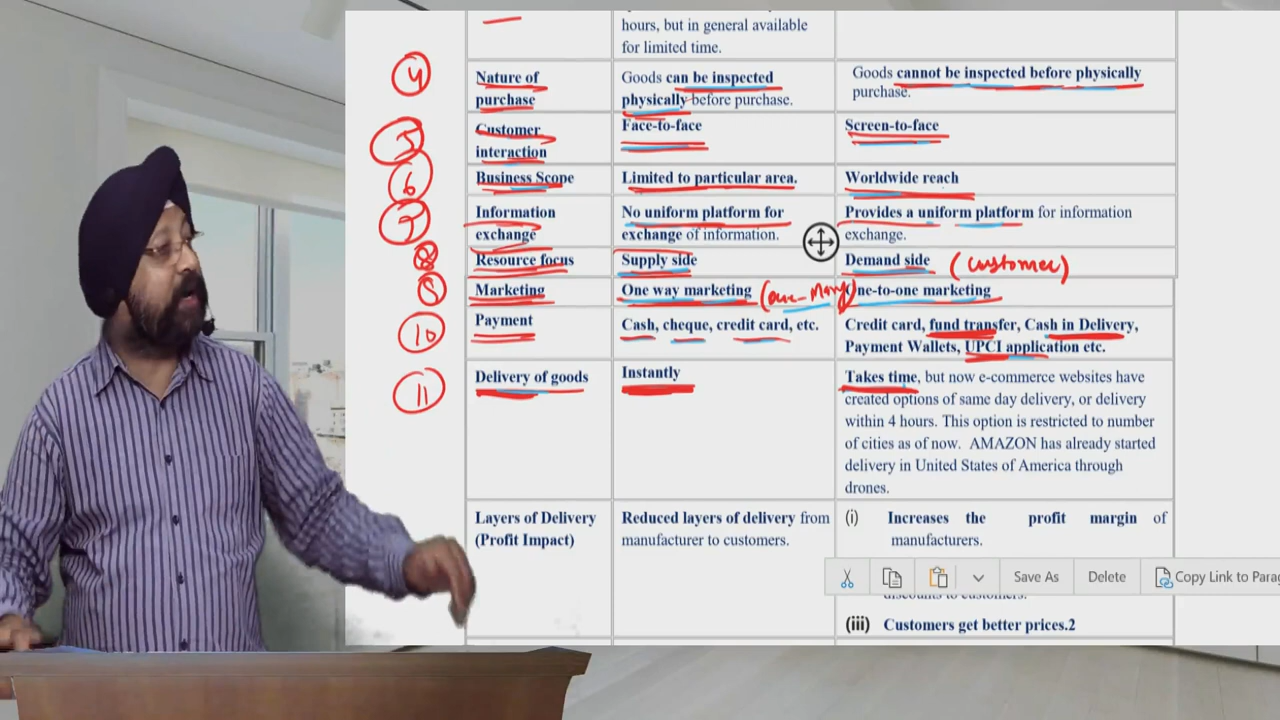 hours, but in general available
for limited time.
4
Nature of
purchase
Goods can be inspected
physically before purchase.
Goods cannot be inspected before physically
purchase.
5
Customer
interaction
Face-to-face
Screen-to-face
6
Business Scope
Limited to particular area.
Worldwide reach
7
Information
exchange
No uniform platform for
exchange of information.
Provides a uniform platform for information
exchange.
8
Resource focus
Supply side
Demand side
(customer)
9
Marketing
One way marketing
(one-Many)
One-to-one marketing
10
Payment
Cash, cheque, credit card, etc.
Credit card, fund transfer, Cash in Delivery,
Payment Wallets, UPCI application etc.
11
Delivery of goods
Instantly
Takes time, but now e-commerce websites have
created options of same day delivery, or delivery
within 4 hours. This option is restricted to number
of cities as of now. AMAZON has already started
delivery in United States of America through
drones.
Layers of Delivery
(Profit Impact)
Reduced layers of delivery from
manufacturer to customers.
(i) Increases the profit margin of
manufacturers.
Save As
Delete
Copy Link to Parag
discounts to customers.
(iii) Customers get better prices.2